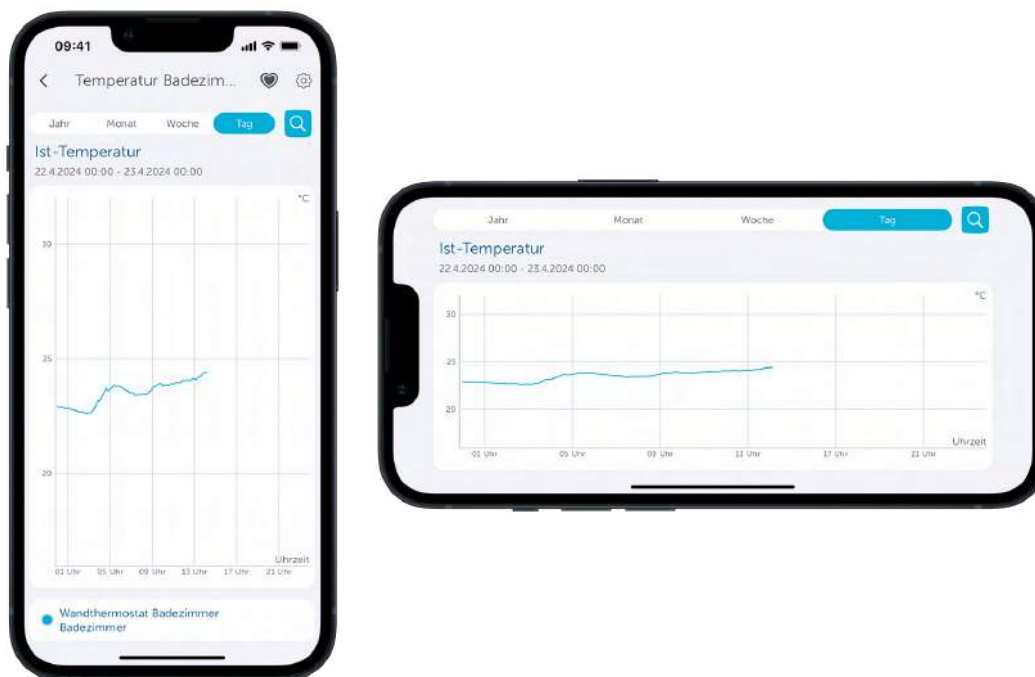 09:41
Temperatur Badezim...
Jahr Monat Woche Tag
Ist-Temperatur
22.4.2024 00:00 - 23.4.2024 00:00
°C
30
25
20
Uhrzeit
01 Uhr 05 Uhr 09 Uhr 13 Uhr 17 Uhr 21 Uhr
Wandthermostat Badezimmer
Badezimmer
Jahr Monat Woche Tag
Ist-Temperatur
22.4.2024 00:00 - 23.4.2024 00:00
°C
30
25
20
Uhrzeit
01 Uhr 05 Uhr 09 Uhr 13 Uhr 17 Uhr 21 Uhr